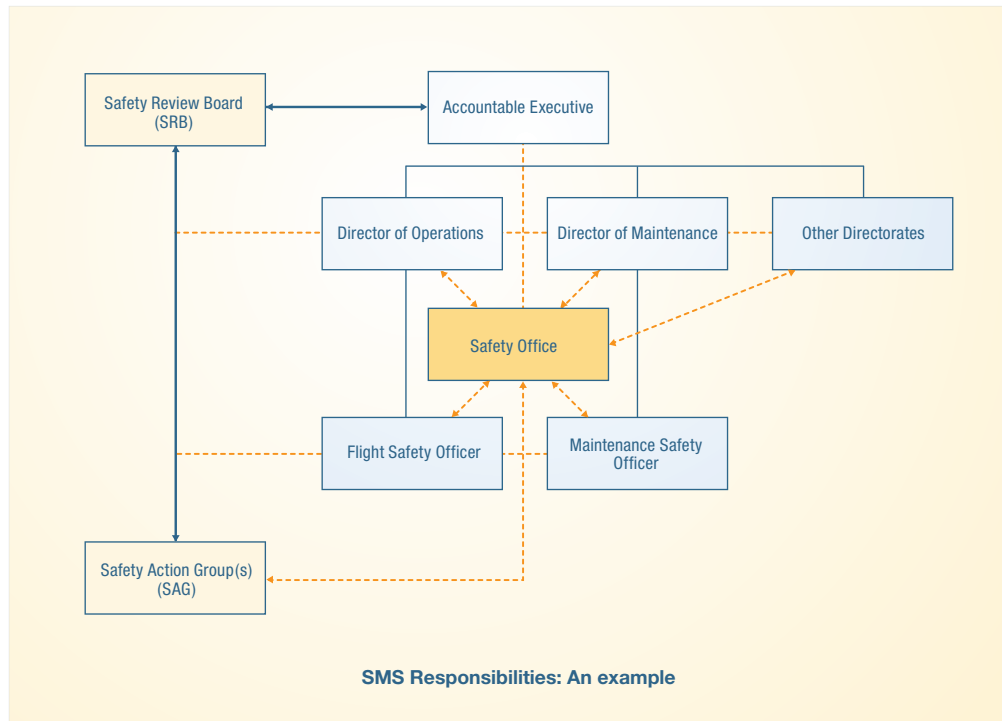 Safety Review Board
(SRB)
Accountable Executive
Director of Operations
Director of Maintenance
Other Directorates
Safety Office
Flight Safety Officer
Maintenance Safety
Officer
Safety Action Group(s)
(SAG)
SMS Responsibilities: An example